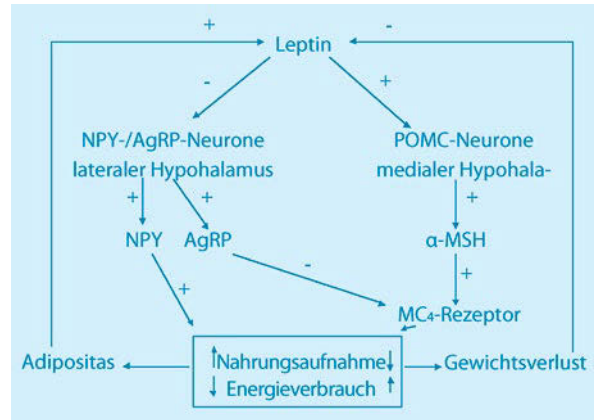 +
-
Leptin
-
+
NPY-/AgRP-Neurone
POMC-Neurone
lateraler Hypohalamus
medialer Hypohala-
+
+
+
NPY
AgRP
α-MSH
-
+
+
MC₄-Rezeptor
Adipositas
↑Nahrungsaufnahme↓
Gewichtsverlust
↓ Energieverbrauch ↑